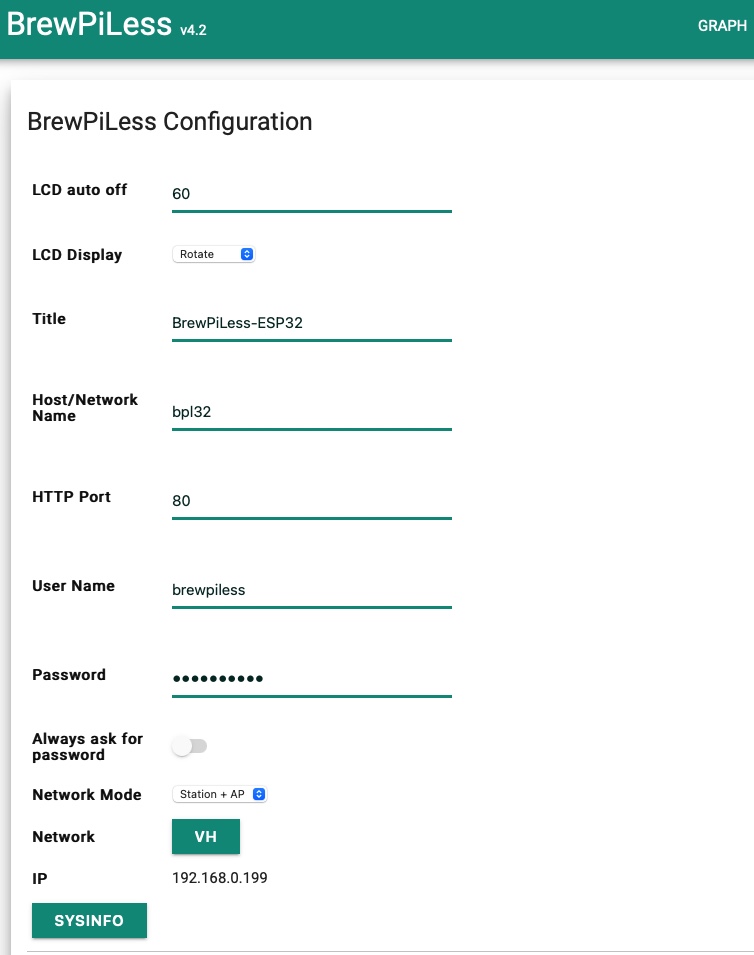 BrewPiLess v4.2 GRAPH
BrewPiLess Configuration
LCD auto off 60
LCD Display Rotate
Title BrewPiLess-ESP32
Host/Network
Name bpl32
HTTP Port 80
User Name brewpiless
Password ••••••••••
Always ask for
password
Network Mode Station + AP
Network VH
IP 192.168.0.199
SYSINFO